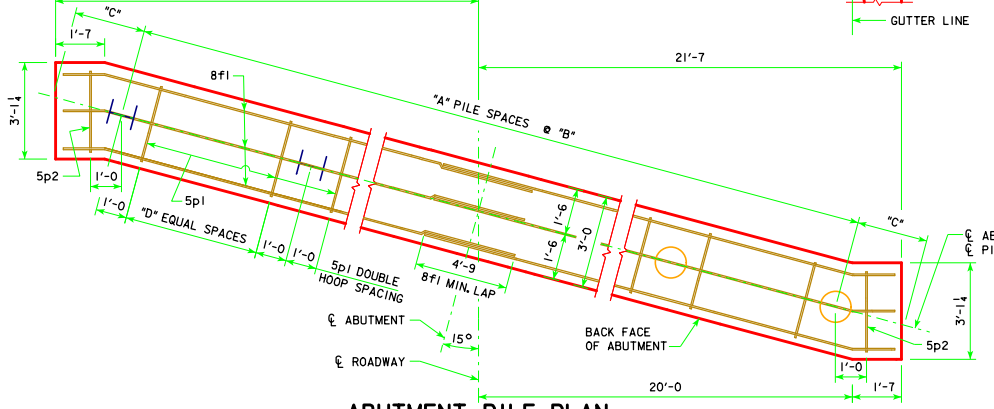 "C"
1'-7
GUTTER LINE
21'-7
8f1
"A" PILE SPACES @ "B"
3'-1¼
5p2
1'-0
5p1
1'-0
"D" EQUAL SPACES
1'-0
1'-0
5p1 DOUBLE
HOOP SPACING
4'-9
8f1 MIN. LAP
1'-6
1'-6
3'-0
"C"
℄ AB
℄ PI
3'-1¼
℄ ABUTMENT
15°
℄ ROADWAY
BACK FACE
OF ABUTMENT
5p2
1'-0
20'-0
1'-7